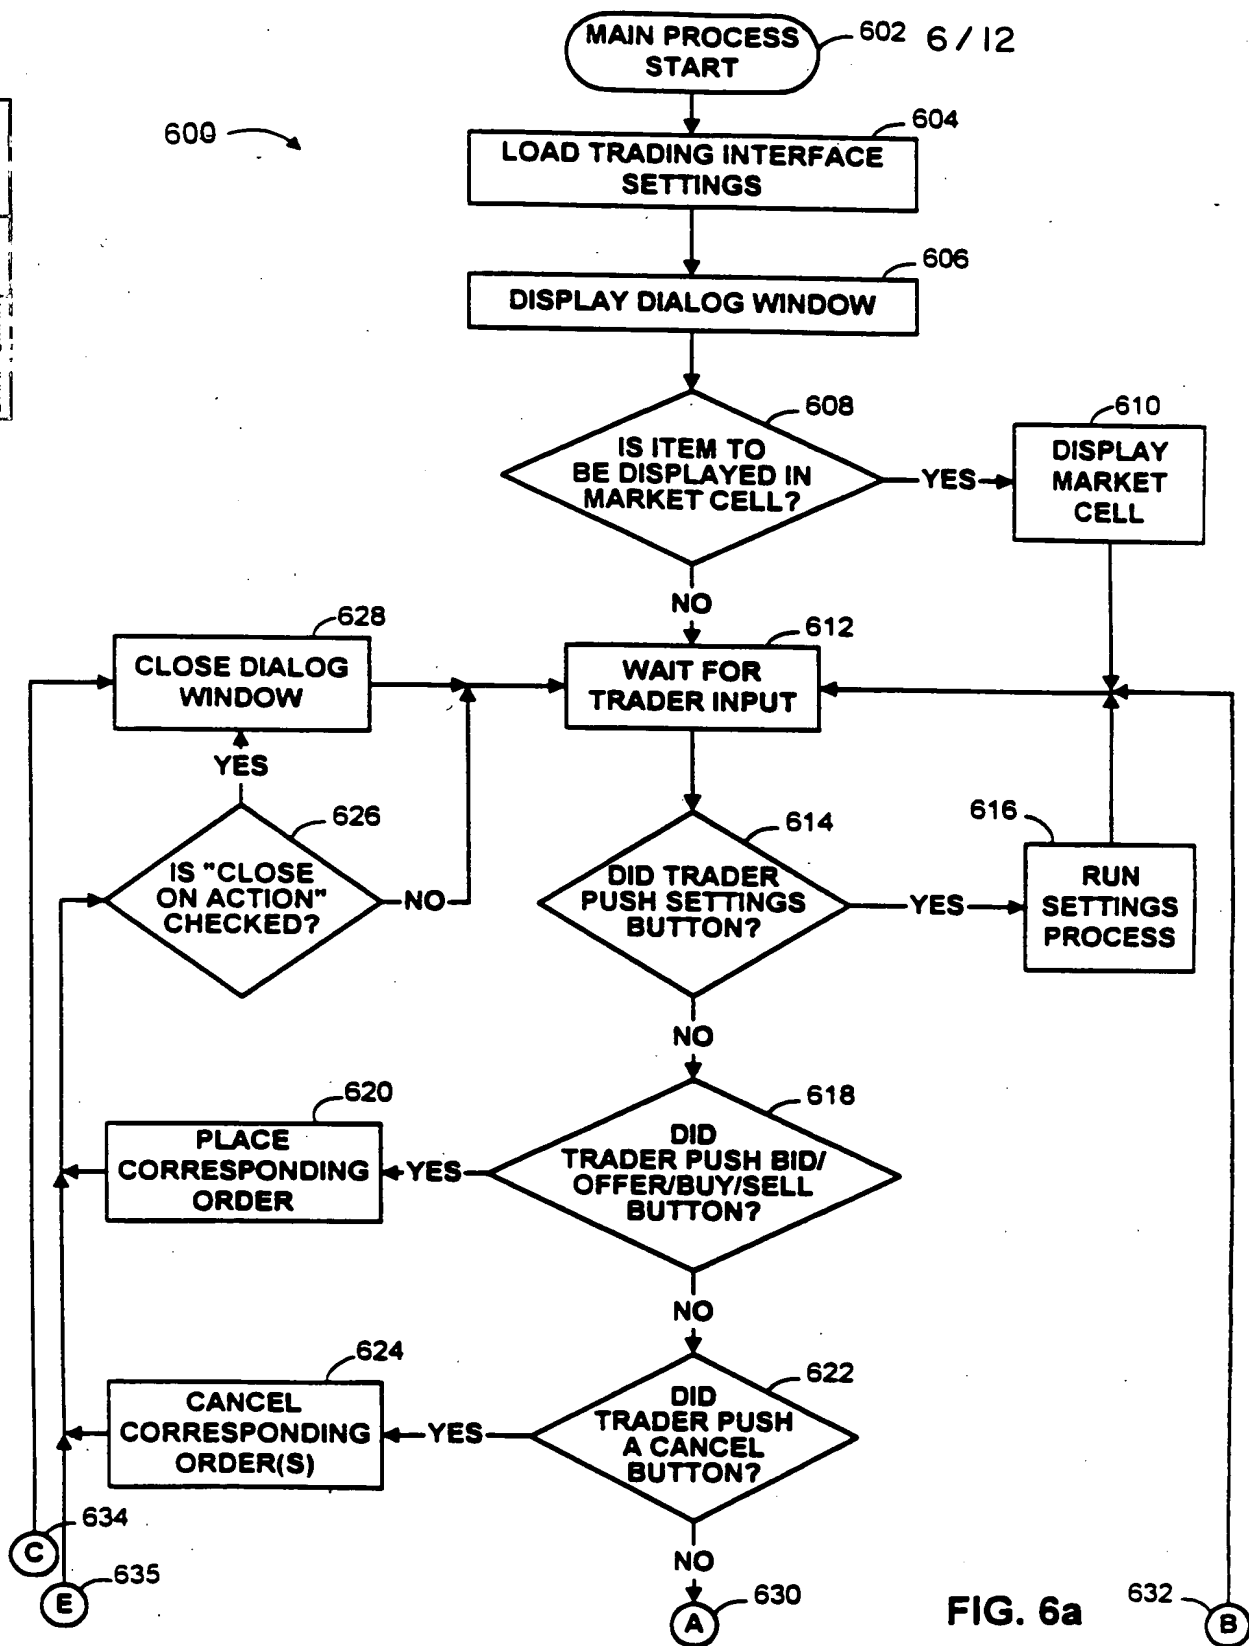 MAIN PROCESS
START
602
6/12
600
604
LOAD TRADING INTERFACE
SETTINGS
606
DISPLAY DIALOG WINDOW
608
IS ITEM TO
BE DISPLAYED IN
MARKET CELL?
YES
610
DISPLAY
MARKET
CELL
NO
628
CLOSE DIALOG
WINDOW
612
WAIT FOR
TRADER INPUT
YES
626
IS "CLOSE
ON ACTION"
CHECKED?
NO
614
DID TRADER
PUSH SETTINGS
BUTTON?
YES
616
RUN
SETTINGS
PROCESS
NO
620
PLACE
CORRESPONDING
ORDER
YES
618
DID
TRADER PUSH BID/
OFFER/BUY/SELL
BUTTON?
NO
624
CANCEL
CORRESPONDING
ORDER(S)
YES
622
DID
TRADER PUSH
A CANCEL
BUTTON?
NO
634
C
635
E
630
A
FIG. 6a
632
B